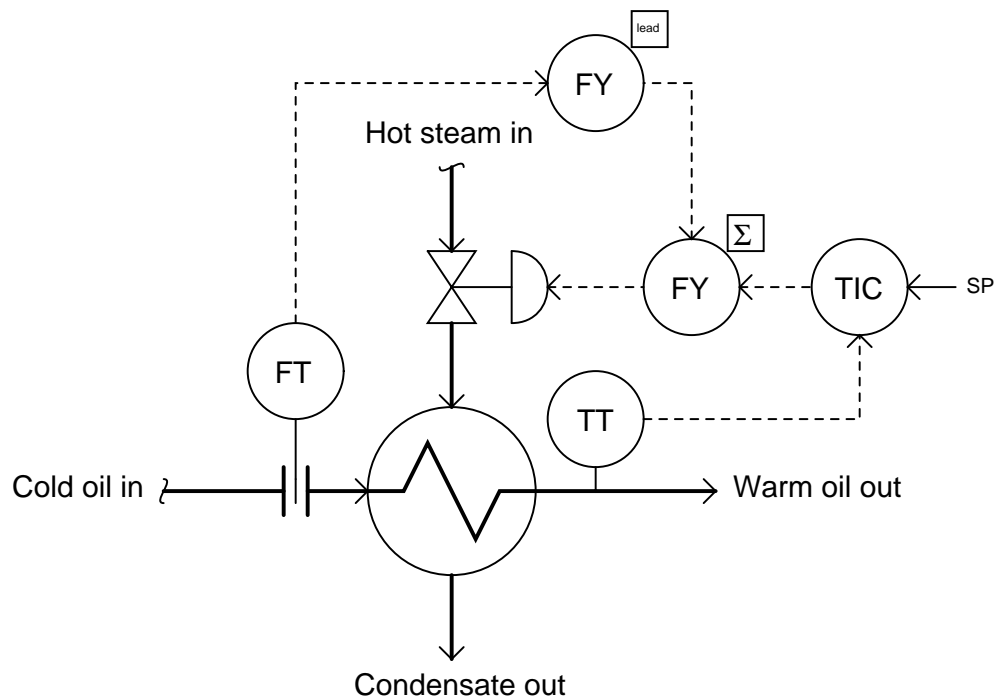 lead
FY
Hot steam in
Σ
FY
TIC
SP
FT
TT
Cold oil in
Warm oil out
Condensate out